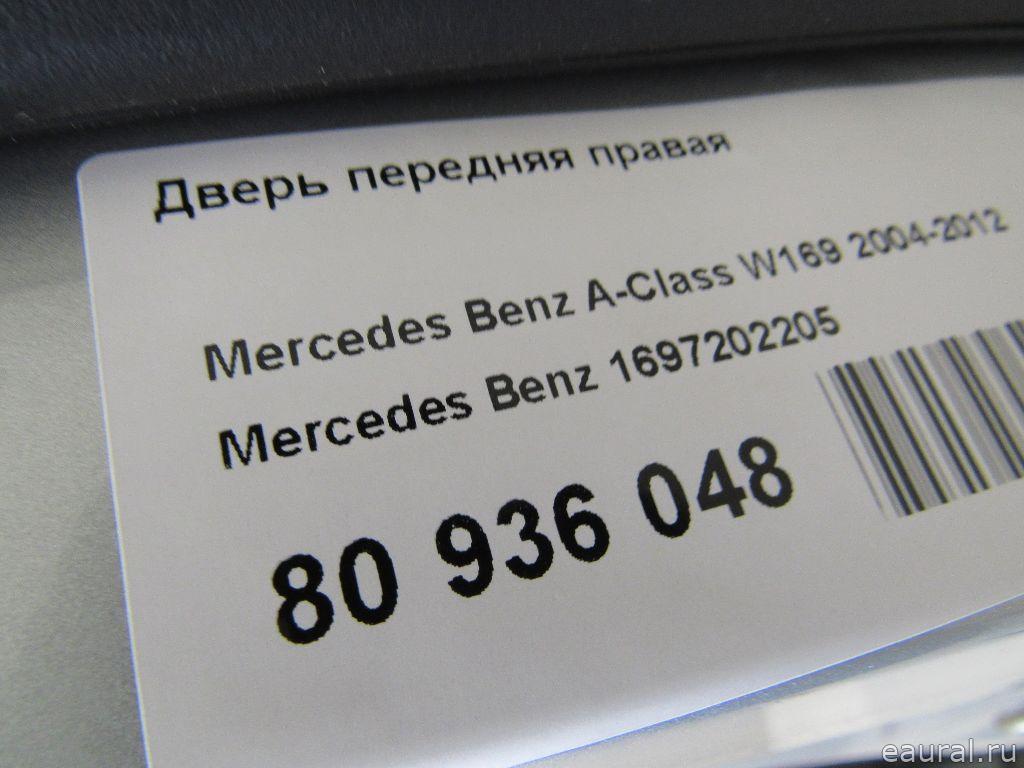 Дверь передняя правая
Mercedes Benz A-Class W169 2004-2012
Mercedes Benz 1697202205
80 936 048
eaural.ru